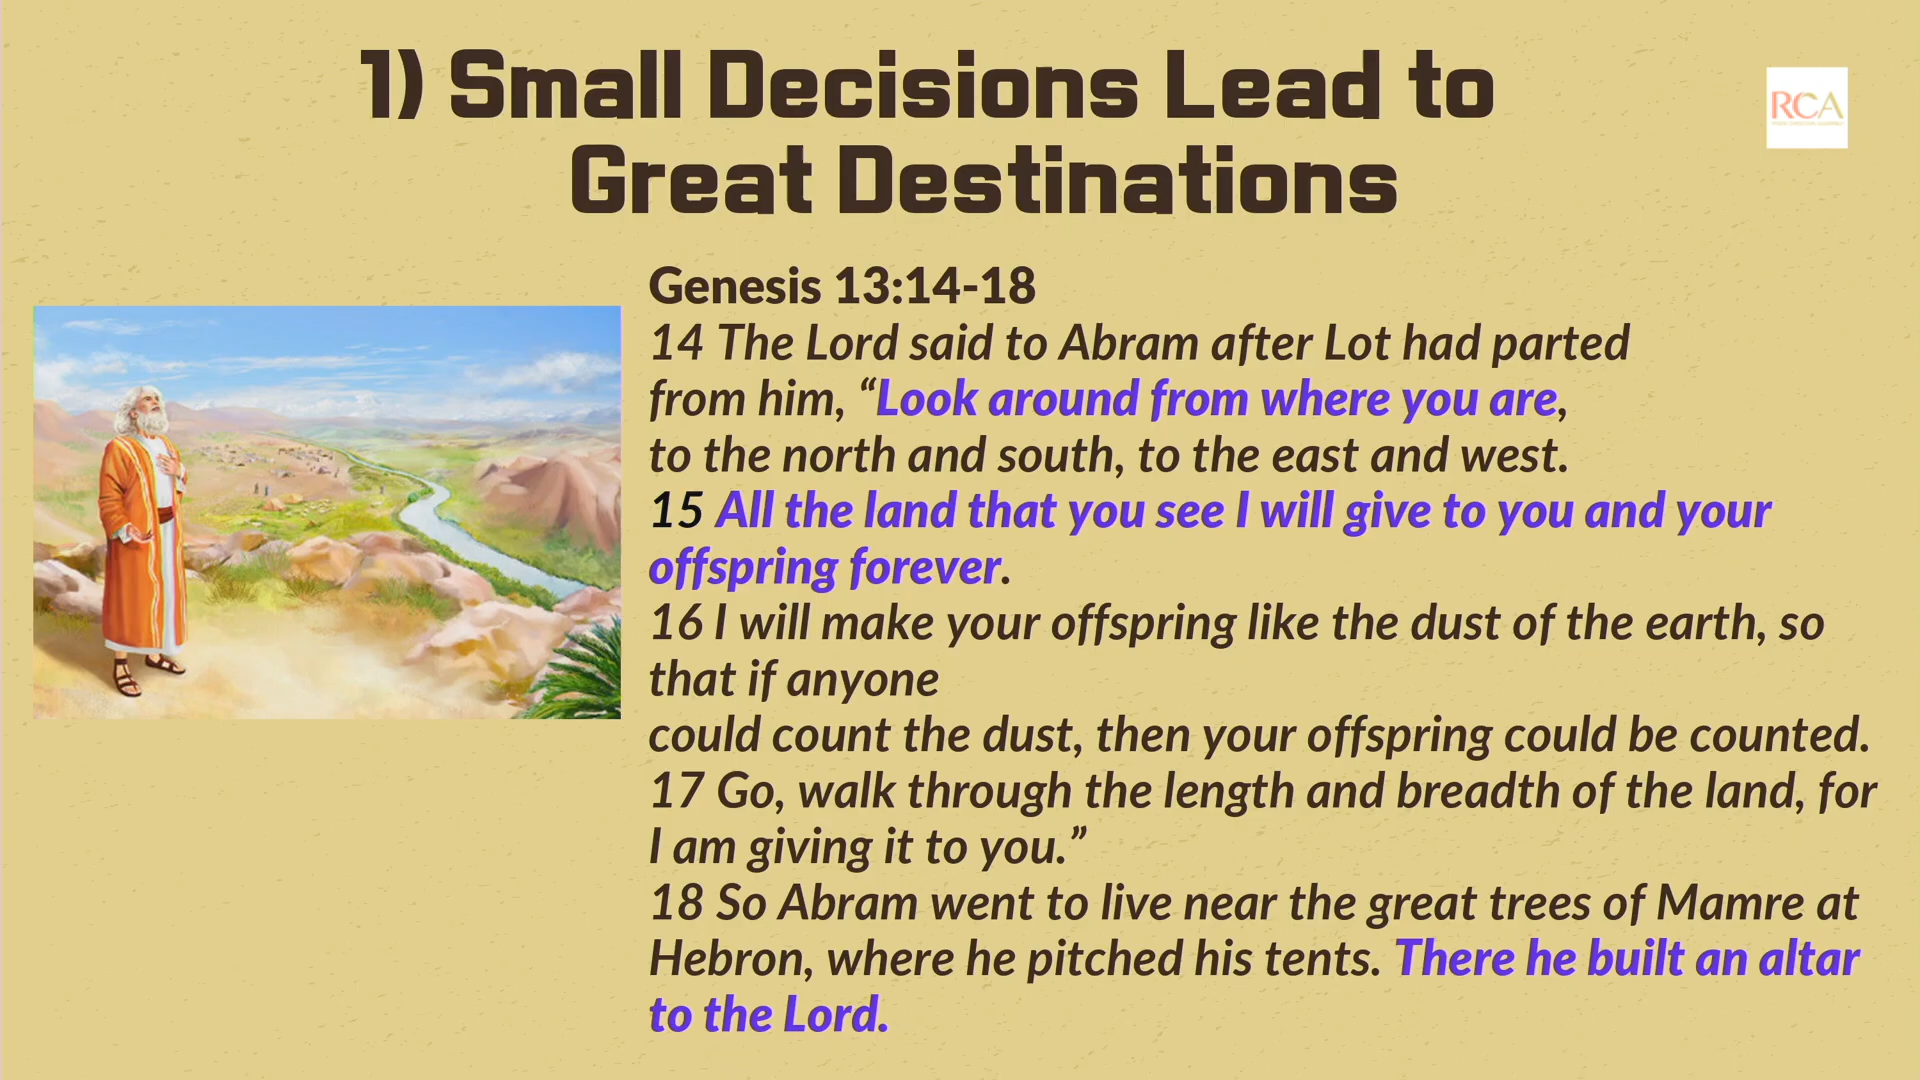 1) Small Decisions Lead to
Great Destinations
RCA
Genesis 13:14-18
14 The Lord said to Abram after Lot had parted
from him, “Look around from where you are,
to the north and south, to the east and west.
15 All the land that you see I will give to you and your
offspring forever.
16 I will make your offspring like the dust of the earth, so
that if anyone
could count the dust, then your offspring could be counted.
17 Go, walk through the length and breadth of the land, for
I am giving it to you.”
18 So Abram went to live near the great trees of Mamre at
Hebron, where he pitched his tents. There he built an altar
to the Lord.